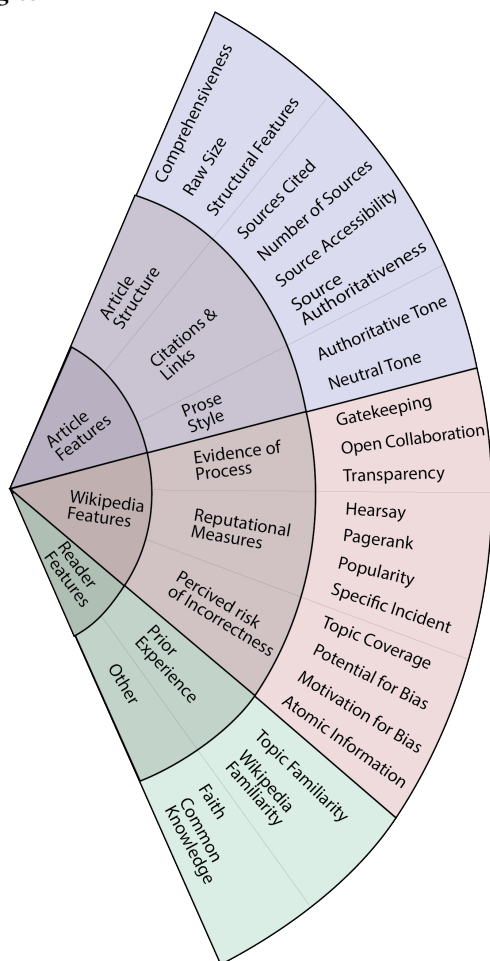 Comprehensiveness
Raw Size
Structural Features
Sources Cited
Number of Sources
Source Accessibility
Source
Authoritativeness
Authoritative Tone
Neutral Tone
Article
Structure
Citations &
Links
Prose
Style
Article
Features
Gatekeeping
Open Collaboration
Transparency
Hearsay
Pagerank
Popularity
Specific Incident
Topic Coverage
Potential for Bias
Motivation for Bias
Atomic Information
Evidence of
Process
Reputational
Measures
Percived risk
of Incorrectness
Wikipedia
Features
Reader
Features
Prior
Experience
Other
Topic Familiarity
Wikipedia
Familiarity
Faith
Common
Knowledge